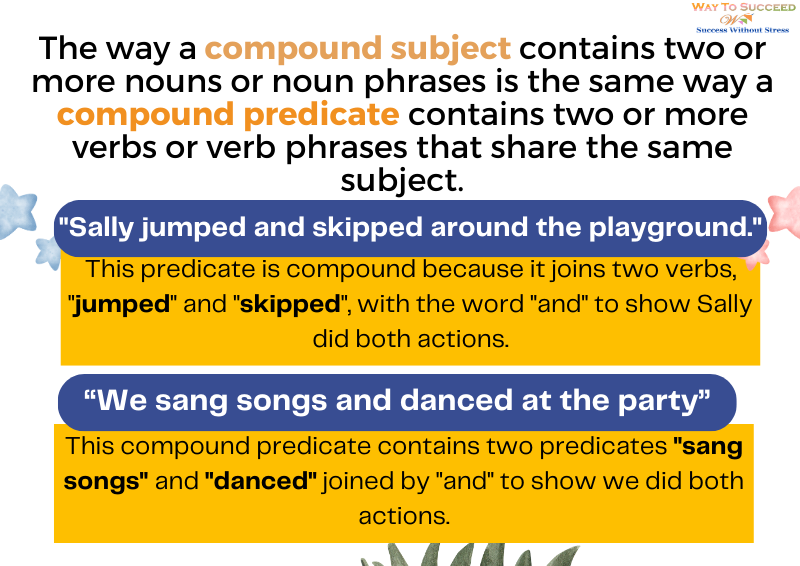 WAY TO SUCCEED
Success Without Stress
The way a compound subject contains two or
more nouns or noun phrases is the same way a
compound predicate contains two or more
verbs or verb phrases that share the same
subject.
"Sally jumped and skipped around the playground."
This predicate is compound because it joins two verbs,
"jumped" and "skipped", with the word "and" to show Sally
did both actions.
“We sang songs and danced at the party”
This compound predicate contains two predicates "sang
songs" and "danced" joined by "and" to show we did both
actions.